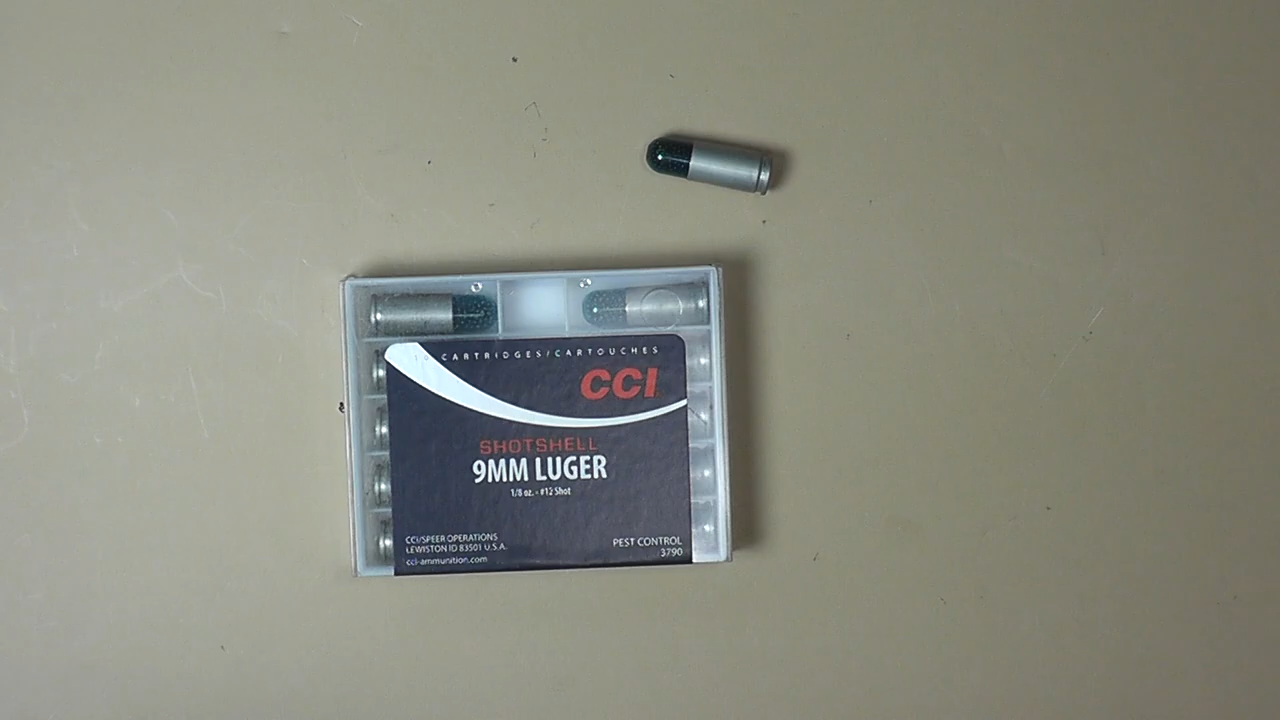 10 CARTRIDGES/CARTOUCHES
CCI
SHOTSHELL
9MM LUGER
1/8 oz. - #12 Shot
CCI/SPEER OPERATIONS
LEWISTON ID 83501 U.S.A.
cci-ammunition.com
PEST CONTROL
3790